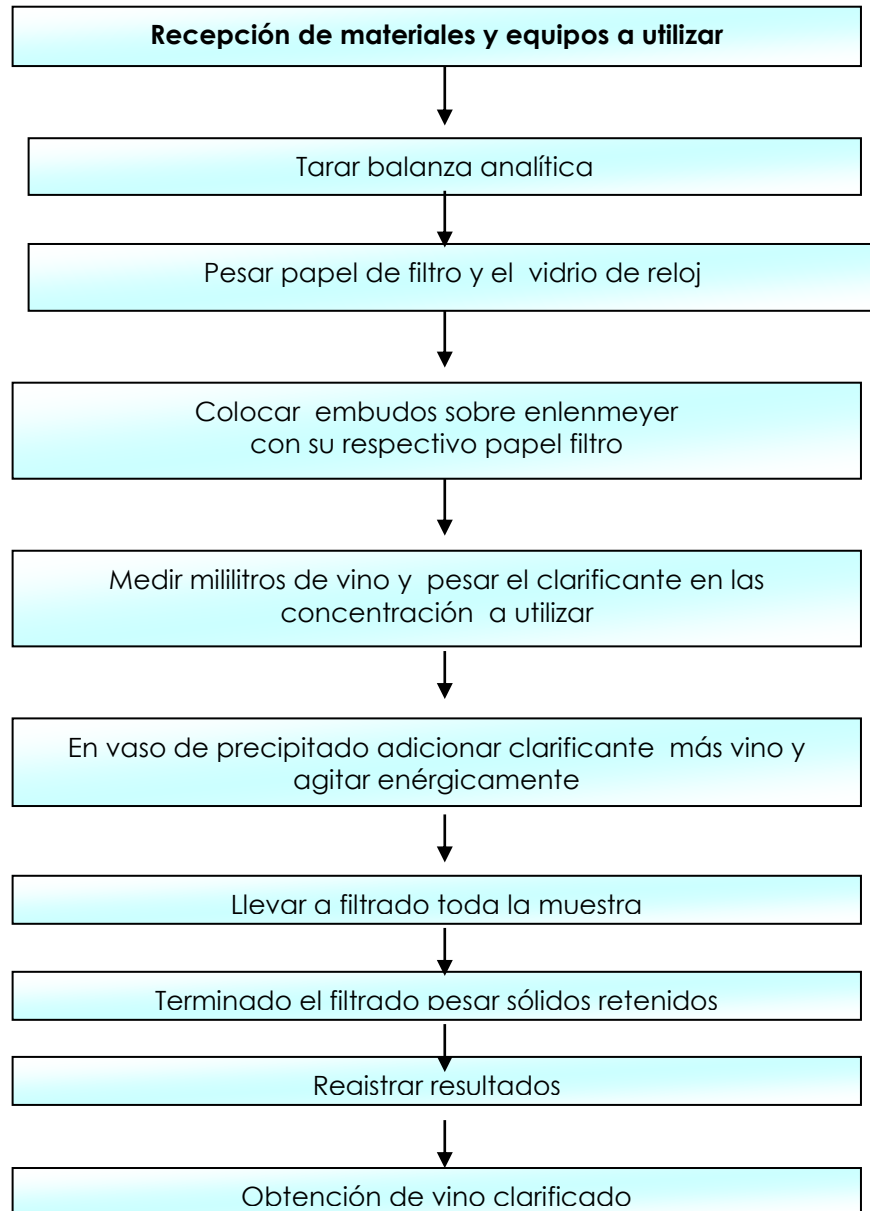 Recepción de materiales y equipos a utilizar
Tarar balanza analítica
Pesar papel de filtro y el vidrio de reloj
Colocar embudos sobre enlenmeyer
con su respectivo papel filtro
Medir mililitros de vino y pesar el clarificante en las
concentración a utilizar
En vaso de precipitado adicionar clarificante más vino y
agitar enérgicamente
Llevar a filtrado toda la muestra
Terminado el filtrado pesar sólidos retenidos
Registrar resultados
Obtención de vino clarificado